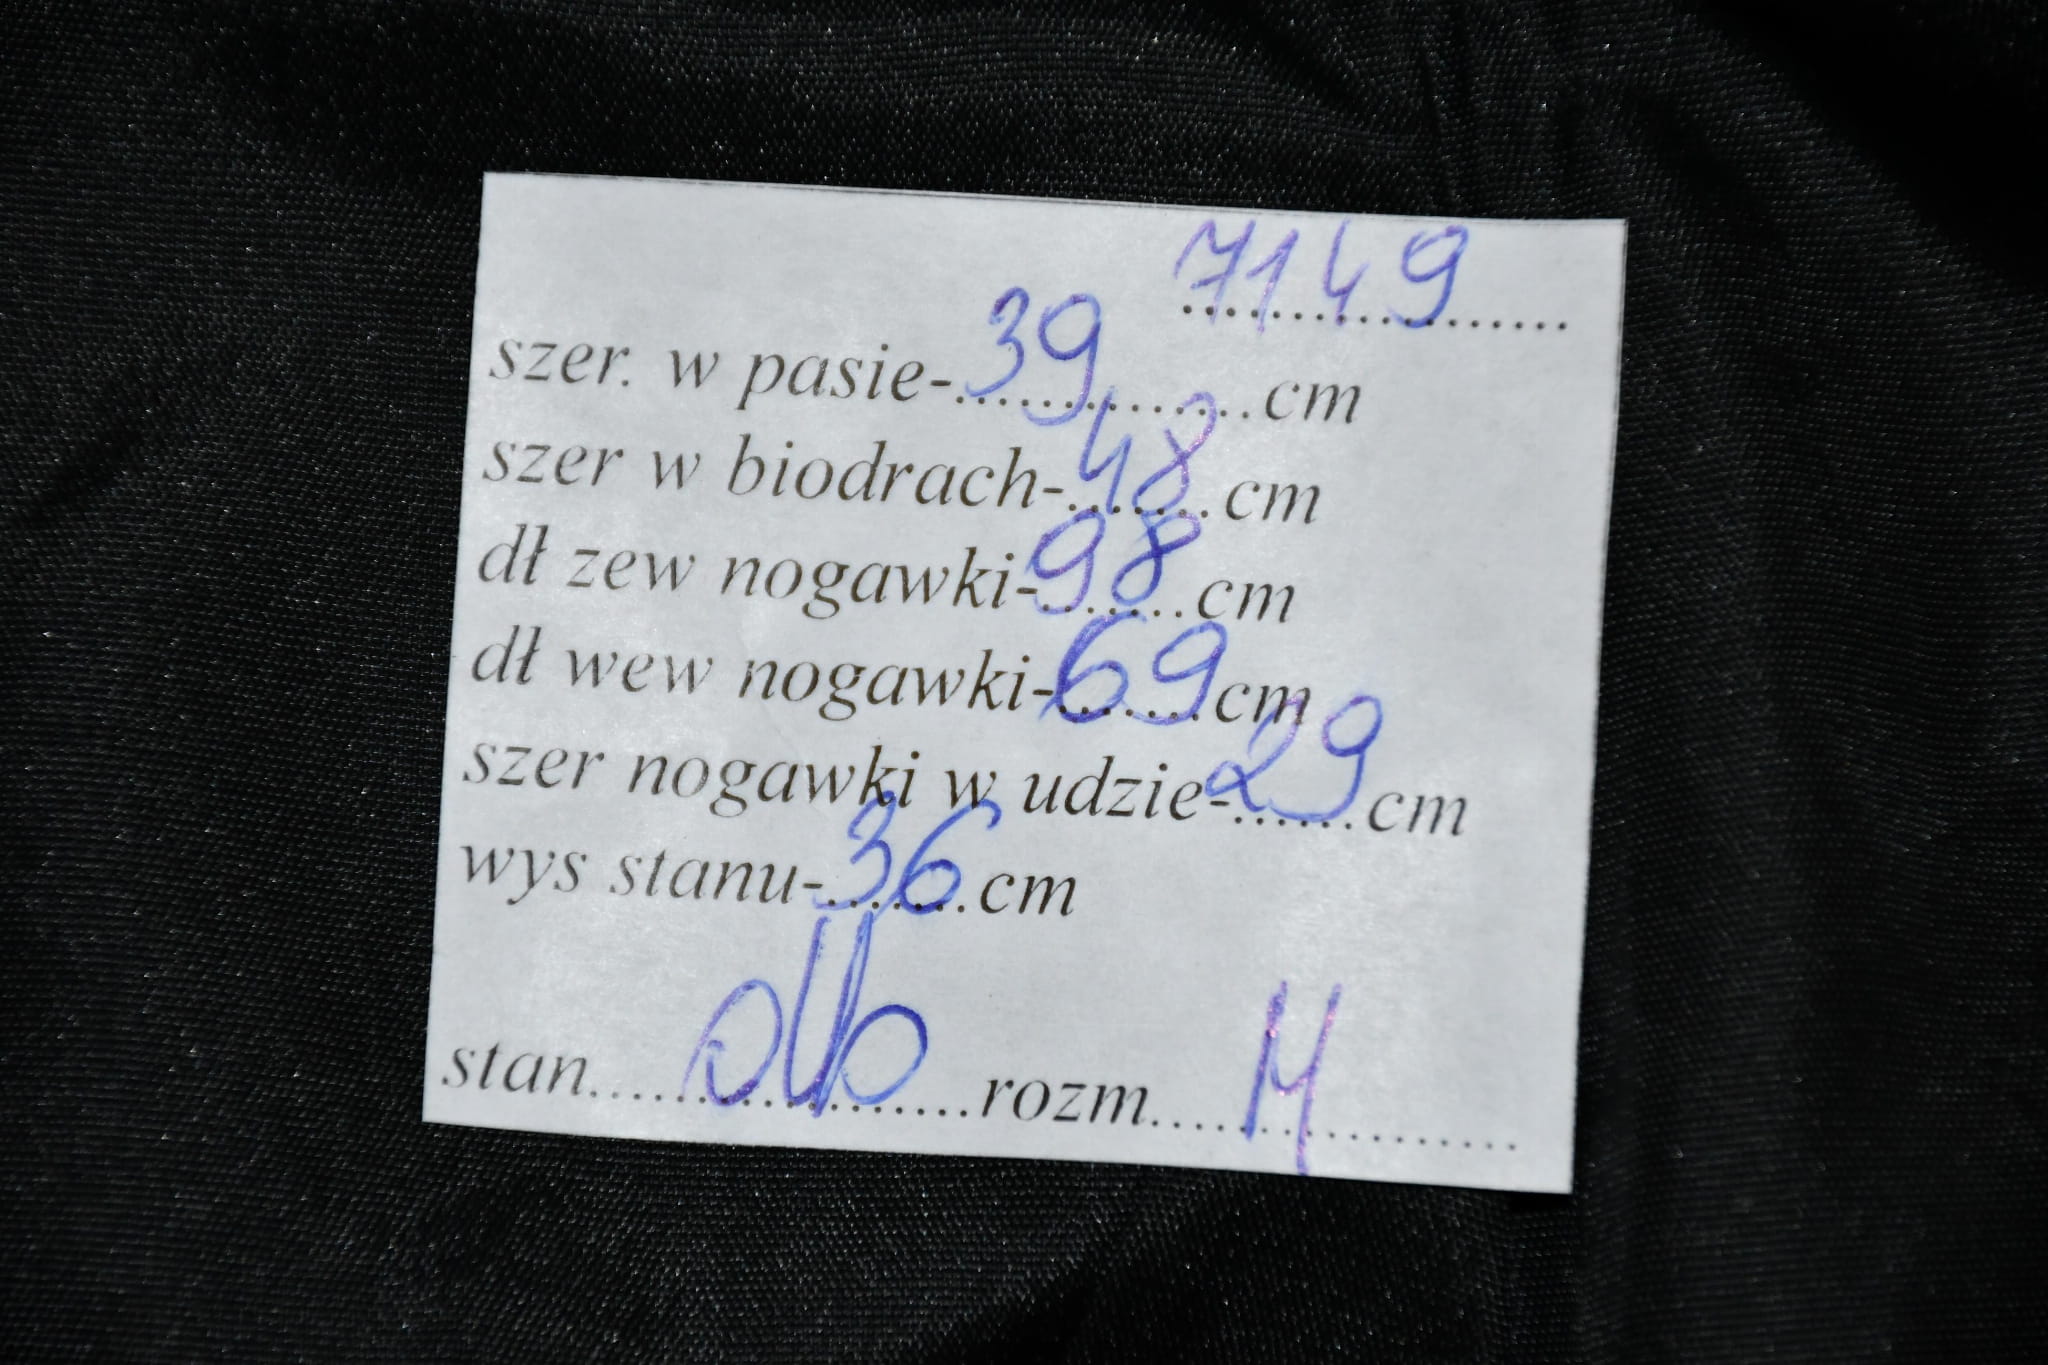 7149..................
szer. w pasie-39...............cm
szer w biodrach-48........cm
dł zew nogawki-98........cm
dł wew nogawki-69........cm
szer nogawki w udzie-29......cm
wys stanu-36........cm
stan....................rozm....M..................